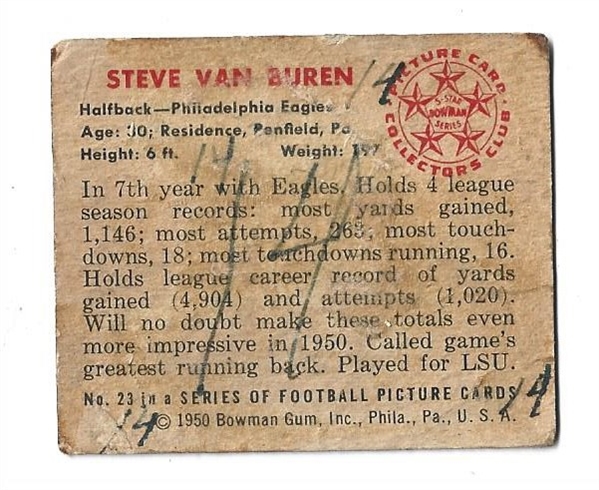 STEVE VAN BUREN
Halfback—Philadelphia Eagles
Age: 30; Residence, Penfield, Pa
Height: 6 ft. Weight: 197
PICTURE CARD COLLECTORS CLUB
5-STAR
BOWMAN
SERIES
14
14
14
In 7th year with Eagles. Holds 4 league
season records: most yards gained,
1,146; most attempts, 263; most touch-
downs, 18; most touchdowns running, 16.
Holds league career record of yards
gained (4,904) and attempts (1,020).
Will no doubt make these totals even
more impressive in 1950. Called game's
greatest running back. Played for LSU.
No. 23 in a SERIES OF FOOTBALL PICTURE CARDS
14
14
© 1950 Bowman Gum, Inc., Phila., Pa., U. S. A.